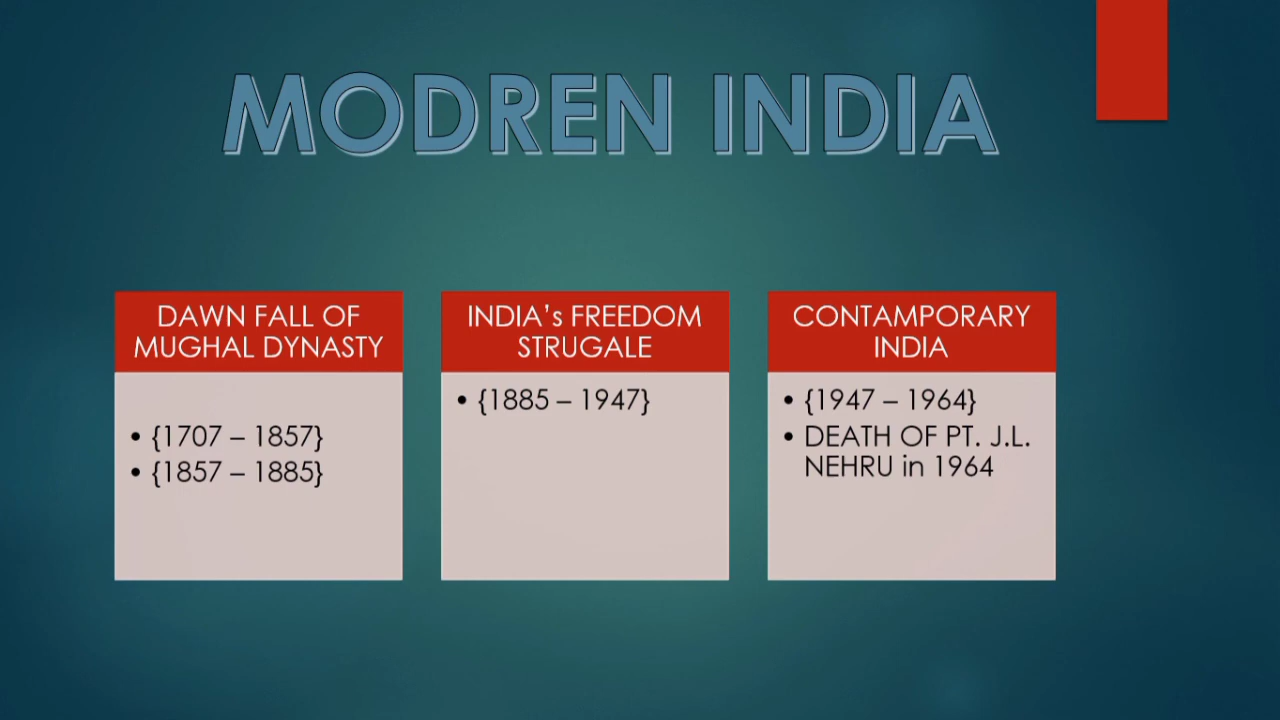 MODREN INDIA
DAWN FALL OF
MUGHAL DYNASTY
• {1707 – 1857}
• {1857 – 1885}
INDIA's FREEDOM
STRUGALE
• {1885 – 1947}
CONTAMPORARY
INDIA
• {1947 – 1964}
• DEATH OF PT. J.L.
NEHRU in 1964